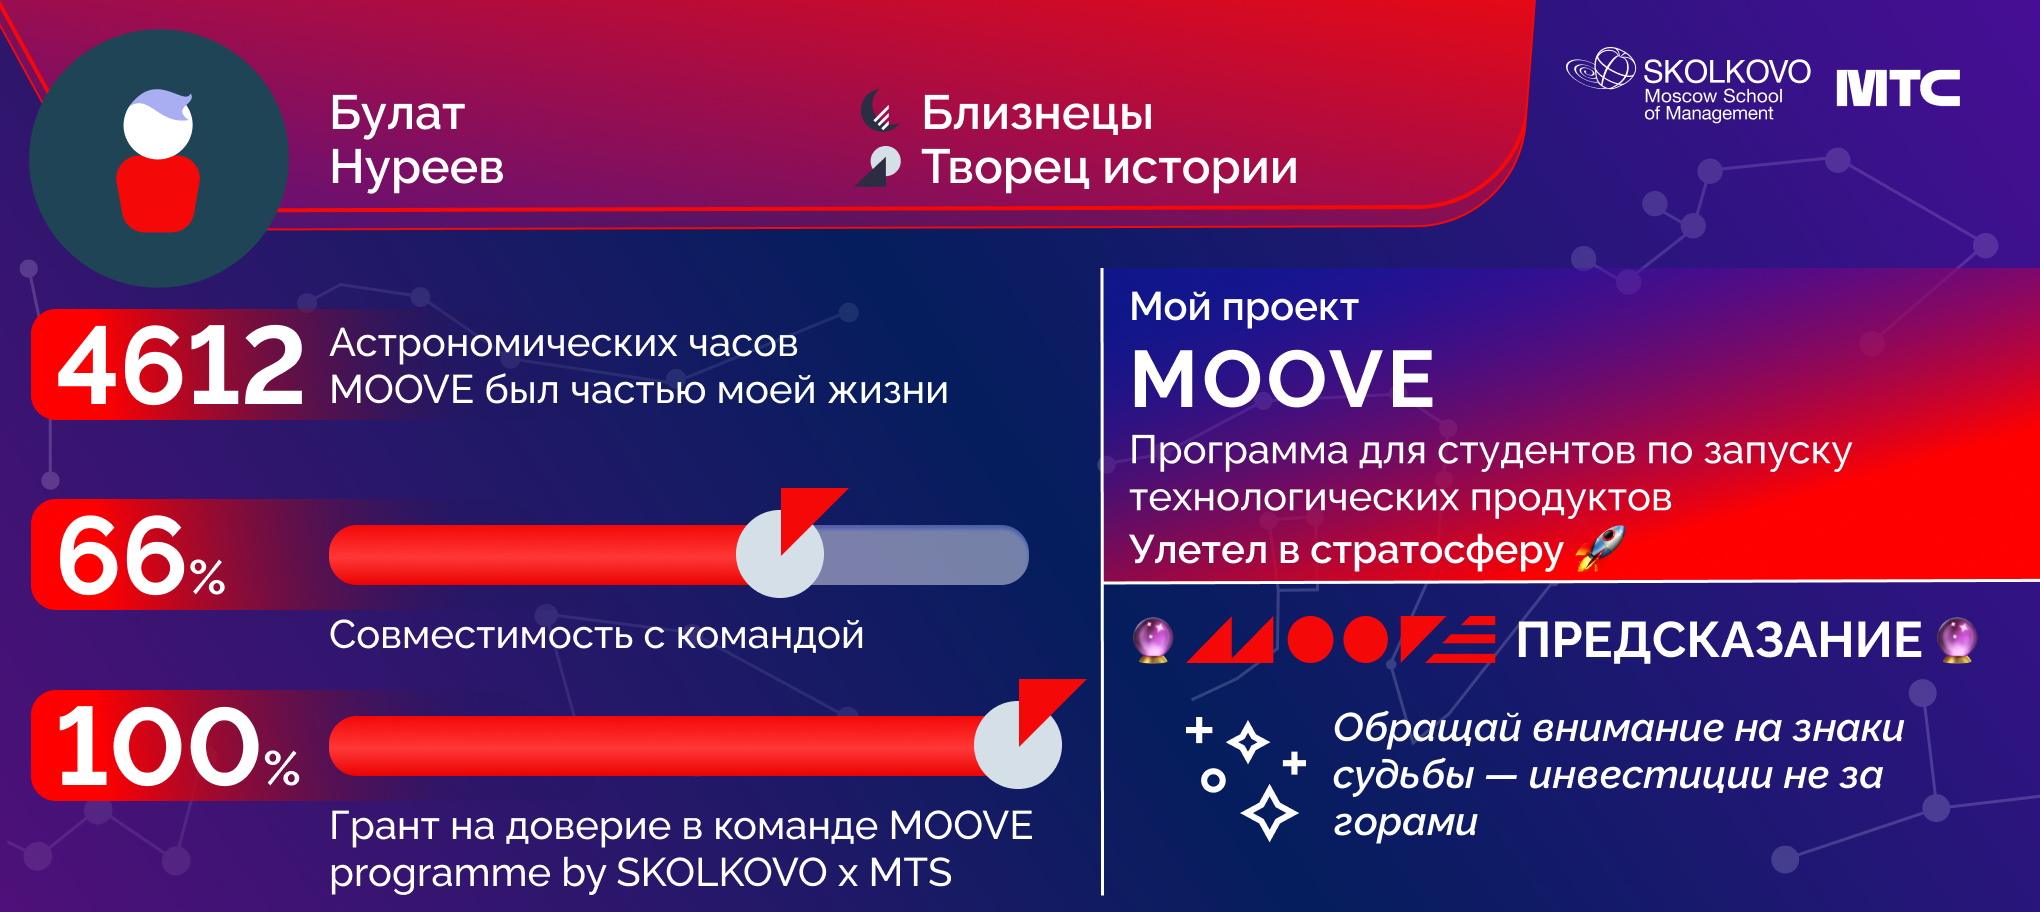 Булат
Нуреев
Близнецы
Творец истории
SKOLKOVO
Moscow School
of Management
МТС
4612
Астрономических часов
MOOVE был частью моей жизни
66%
Совместимость с командой
100%
Грант на доверие в команде MOOVE
programme by SKOLKOVO x MTS
Мой проект
MOOVE
Программа для студентов по запуску
технологических продуктов
Улетел в стратосферу 🚀
🔮 MOOVE ПРЕДСКАЗАНИЕ 🔮
Обращай внимание на знаки
судьбы — инвестиции не за
горами